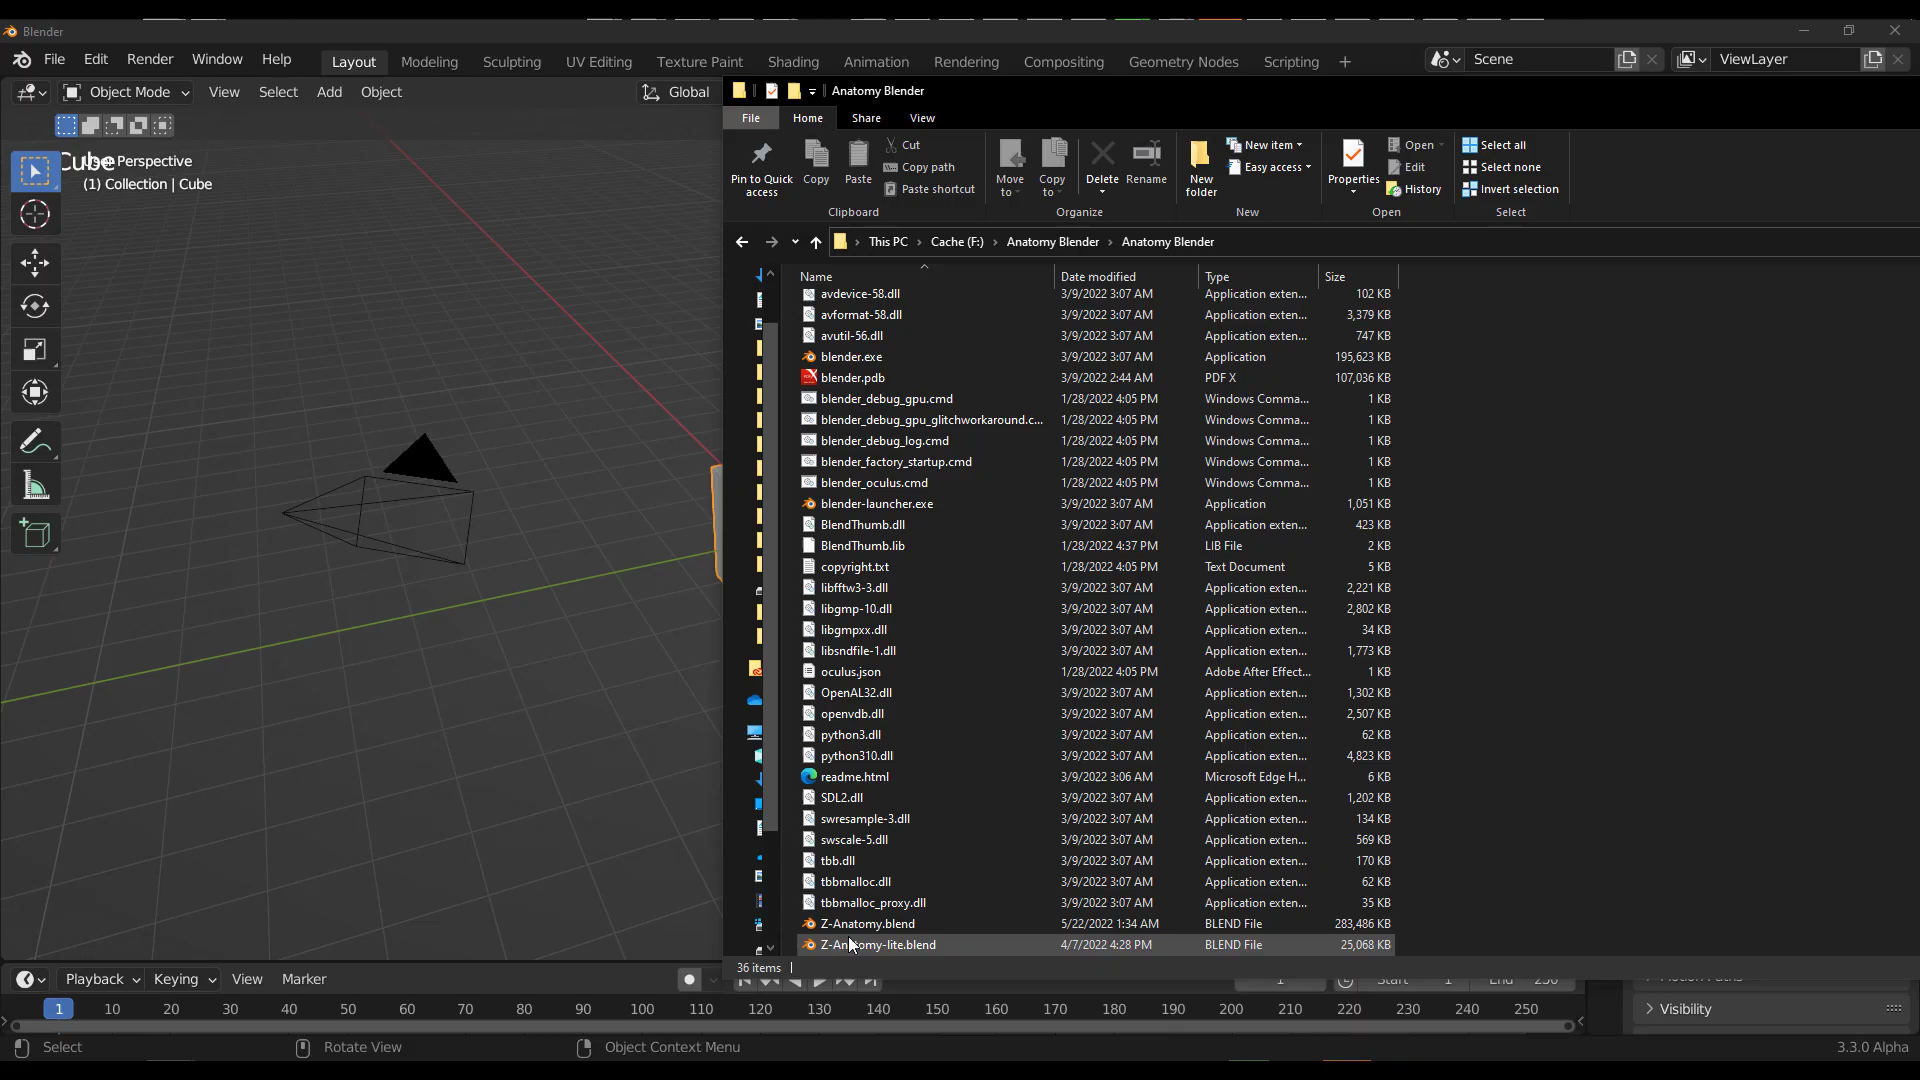 Blender
File Edit Render Window Help Layout Modeling Sculpting UV Editing Texture Paint Shading Animation Rendering Compositing Geometry Nodes Scripting + Scene ViewLayer
Object Mode View Select Add Object Global
Cube
User Perspective
(1) Collection | Cube
Anatomy Blender
File Home Share View
Pin to Quick access
Copy
Paste
Cut
Copy path
Paste shortcut
Clipboard
Move to
Copy to
Delete
Rename
Organize
New folder
New item
Easy access
New
Properties
Open
Edit
History
Open
Select all
Select none
Invert selection
Select
This PC › Cache (F:) › Anatomy Blender › Anatomy Blender
Name Date modified Type Size
avdevice-58.dll 3/9/2022 3:07 AM Application exten... 102 KB
avformat-58.dll 3/9/2022 3:07 AM Application exten... 3,379 KB
avutil-56.dll 3/9/2022 3:07 AM Application exten... 747 KB
blender.exe 3/9/2022 3:07 AM Application 195,623 KB
blender.pdb 3/9/2022 2:44 AM PDF X 107,036 KB
blender_debug_gpu.cmd 1/28/2022 4:05 PM Windows Comma... 1 KB
blender_debug_gpu_glitchworkaround.c... 1/28/2022 4:05 PM Windows Comma... 1 KB
blender_debug_log.cmd 1/28/2022 4:05 PM Windows Comma... 1 KB
blender_factory_startup.cmd 1/28/2022 4:05 PM Windows Comma... 1 KB
blender_oculus.cmd 1/28/2022 4:05 PM Windows Comma... 1 KB
blender-launcher.exe 3/9/2022 3:07 AM Application 1,051 KB
BlendThumb.dll 3/9/2022 3:07 AM Application exten... 423 KB
BlendThumb.lib 1/28/2022 4:37 PM LIB File 2 KB
copyright.txt 1/28/2022 4:05 PM Text Document 5 KB
libfftw3-3.dll 3/9/2022 3:07 AM Application exten... 2,221 KB
libgmp-10.dll 3/9/2022 3:07 AM Application exten... 2,802 KB
libgmpxx.dll 3/9/2022 3:07 AM Application exten... 34 KB
libsndfile-1.dll 3/9/2022 3:07 AM Application exten... 1,773 KB
oculus.json 1/28/2022 4:05 PM Adobe After Effect... 1 KB
OpenAL32.dll 3/9/2022 3:07 AM Application exten... 1,302 KB
openvdb.dll 3/9/2022 3:07 AM Application exten... 2,507 KB
python3.dll 3/9/2022 3:07 AM Application exten... 62 KB
python310.dll 3/9/2022 3:07 AM Application exten... 4,823 KB
readme.html 3/9/2022 3:06 AM Microsoft Edge H... 6 KB
SDL2.dll 3/9/2022 3:07 AM Application exten... 1,202 KB
swresample-3.dll 3/9/2022 3:07 AM Application exten... 134 KB
swscale-5.dll 3/9/2022 3:07 AM Application exten... 569 KB
tbb.dll 3/9/2022 3:07 AM Application exten... 170 KB
tbbmalloc.dll 3/9/2022 3:07 AM Application exten... 62 KB
tbbmalloc_proxy.dll 3/9/2022 3:07 AM Application exten... 35 KB
Z-Anatomy.blend 5/22/2022 1:34 AM BLEND File 283,486 KB
Z-Anatomy-lite.blend 4/7/2022 4:28 PM BLEND File 25,068 KB
36 items
Playback Keying View Marker 1 Start 1 End 250
1 10 20 30 40 50 60 70 80 90 100 110 120 130 140 150 160 170 180 190 200 210 220 230 240 250
Visibility
Select Rotate View Object Context Menu 3.3.0 Alpha